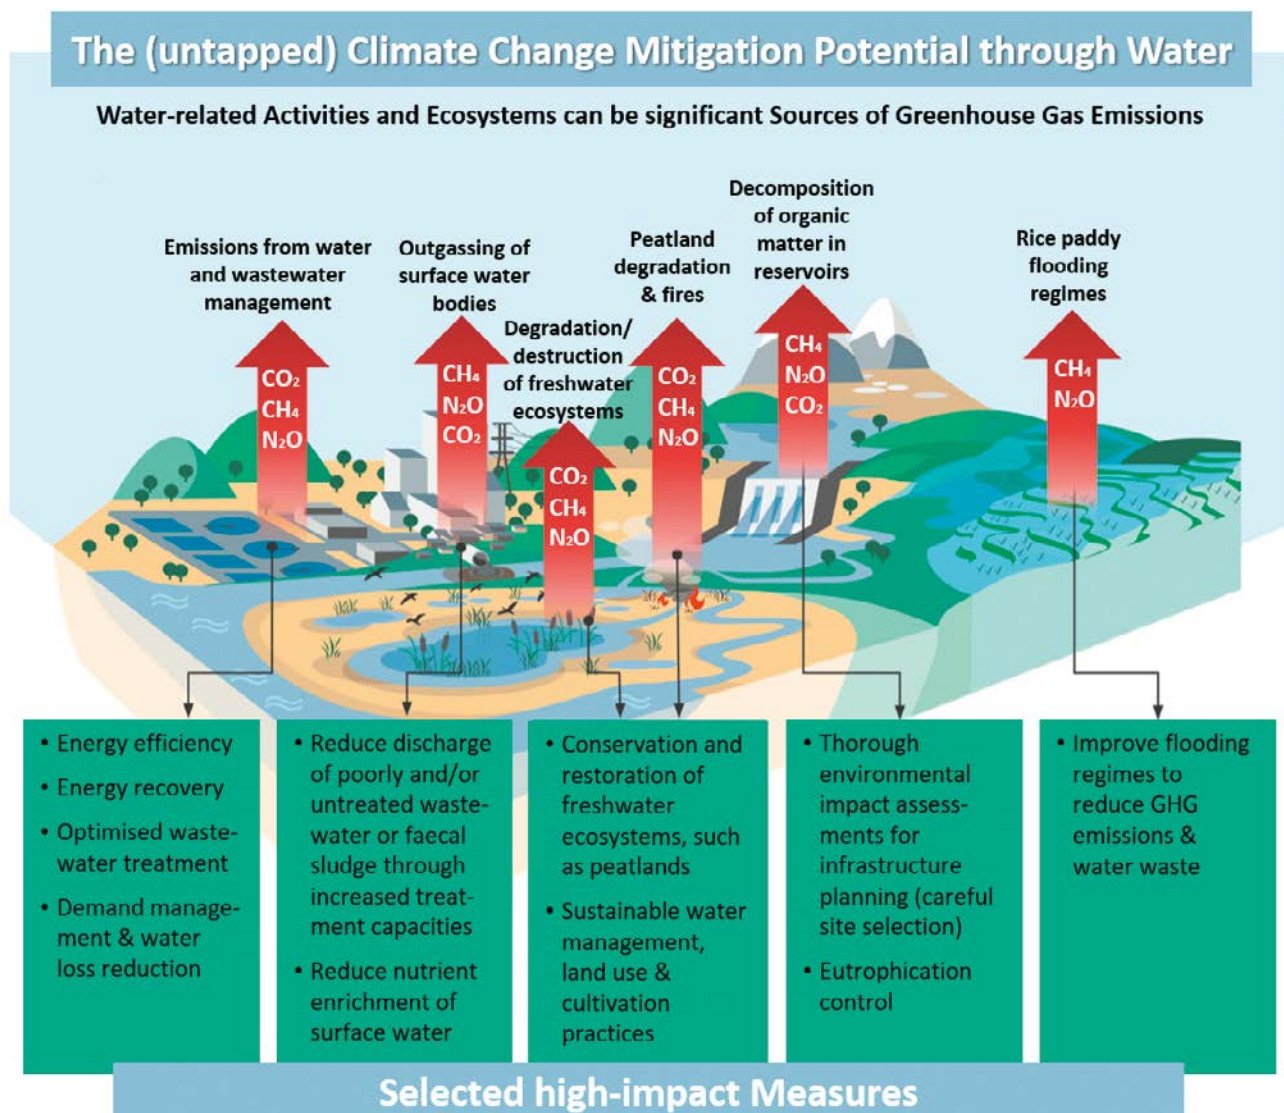 The (untapped) Climate Change Mitigation Potential through Water
Water-related Activities and Ecosystems can be significant Sources of Greenhouse Gas Emissions
Emissions from water
and wastewater
management
CO₂
CH₄
N₂O
Outgassing of
surface water
bodies
CH₄
N₂O
CO₂
Degradation/
destruction
of freshwater
ecosystems
CO₂
CH₄
N₂O
Peatland
degradation
& fires
CO₂
CH₄
N₂O
Decomposition
of organic
matter in
reservoirs
CH₄
N₂O
CO₂
Rice paddy
flooding
regimes
CH₄
N₂O
• Energy efficiency
• Energy recovery
• Optimised waste-
water treatment
• Demand manage-
ment & water
loss reduction
• Reduce discharge
of poorly and/or
untreated waste-
water or faecal
sludge through
increased treat-
ment capacities
• Reduce nutrient
enrichment of
surface water
• Conservation and
restoration of
freshwater
ecosystems, such
as peatlands
• Sustainable water
management,
land use &
cultivation
practices
• Thorough
environmental
impact assess-
ments for
infrastructure
planning (careful
site selection)
• Eutrophication
control
• Improve flooding
regimes to
reduce GHG
emissions &
water waste
Selected high-impact Measures